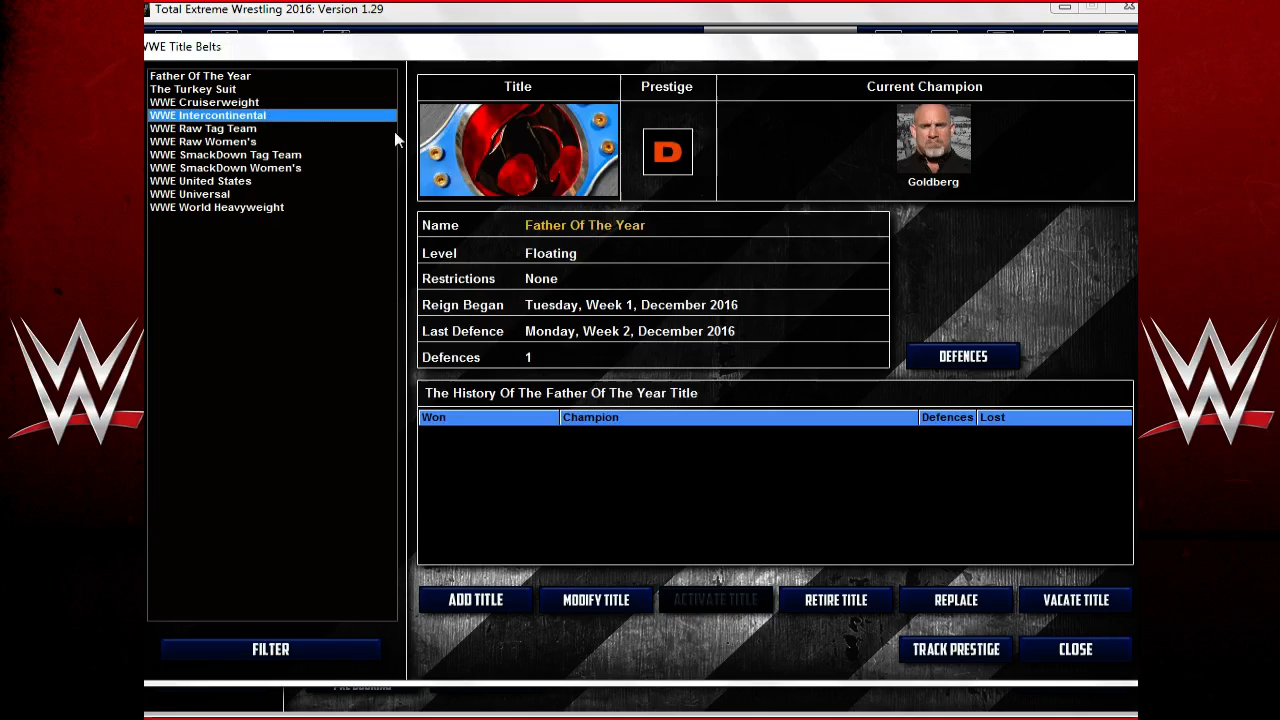 Total Extreme Wrestling 2016: Version 1.29
WWE Title Belts
Father Of The Year
The Turkey Suit
WWE Cruiserweight
WWE Intercontinental
WWE Raw Tag Team
WWE Raw Women's
WWE SmackDown Tag Team
WWE SmackDown Women's
WWE United States
WWE Universal
WWE World Heavyweight
FILTER
Title
Prestige
Current Champion
D
Goldberg
Name Father Of The Year
Level Floating
Restrictions None
Reign Began Tuesday, Week 1, December 2016
Last Defence Monday, Week 2, December 2016
Defences 1
DEFENCES
The History Of The Father Of The Year Title
Won Champion Defences Lost
ADD TITLE MODIFY TITLE ACTIVATE TITLE RETIRE TITLE REPLACE VACATE TITLE
TRACK PRESTIGE CLOSE